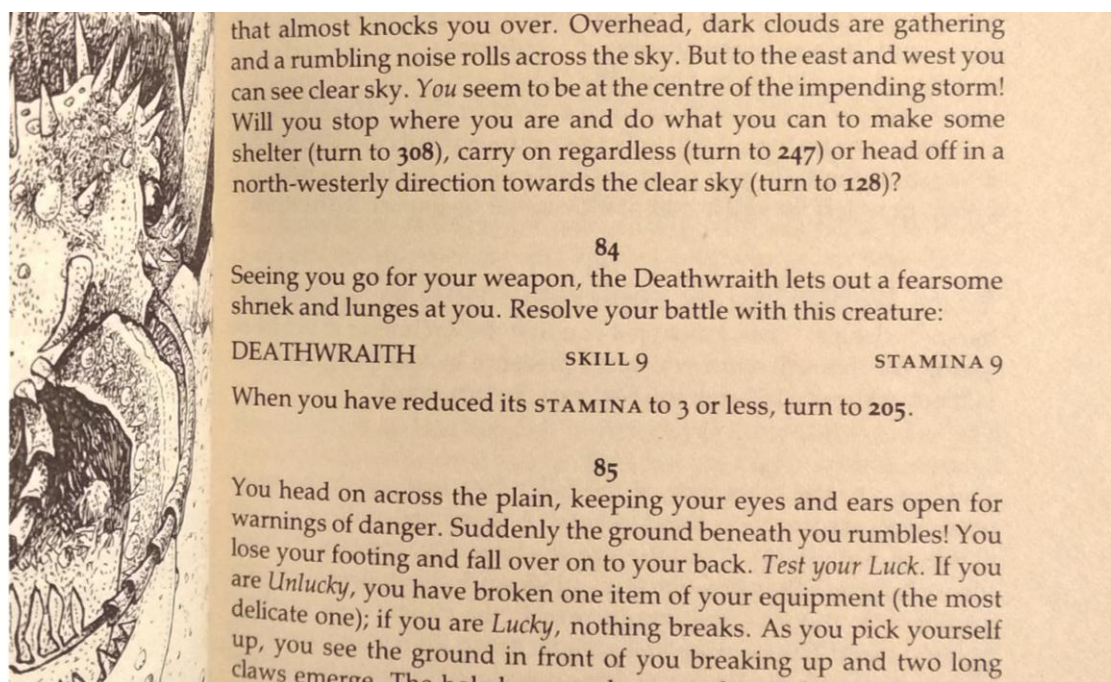 that almost knocks you over. Overhead, dark clouds are gathering
and a rumbling noise rolls across the sky. But to the east and west you
can see clear sky. You seem to be at the centre of the impending storm!
Will you stop where you are and do what you can to make some
shelter (turn to 308), carry on regardless (turn to 247) or head off in a
north-westerly direction towards the clear sky (turn to 128)?
84
Seeing you go for your weapon, the Deathwraith lets out a fearsome
shriek and lunges at you. Resolve your battle with this creature:
DEATHWRAITH SKILL 9 STAMINA 9
When you have reduced its STAMINA to 3 or less, turn to 205.
85
You head on across the plain, keeping your eyes and ears open for
warnings of danger. Suddenly the ground beneath you rumbles! You
lose your footing and fall over on to your back. Test your Luck. If you
are Unlucky, you have broken one item of your equipment (the most
delicate one); if you are Lucky, nothing breaks. As you pick yourself
up, you see the ground in front of you breaking up and two long
claws emerge. The